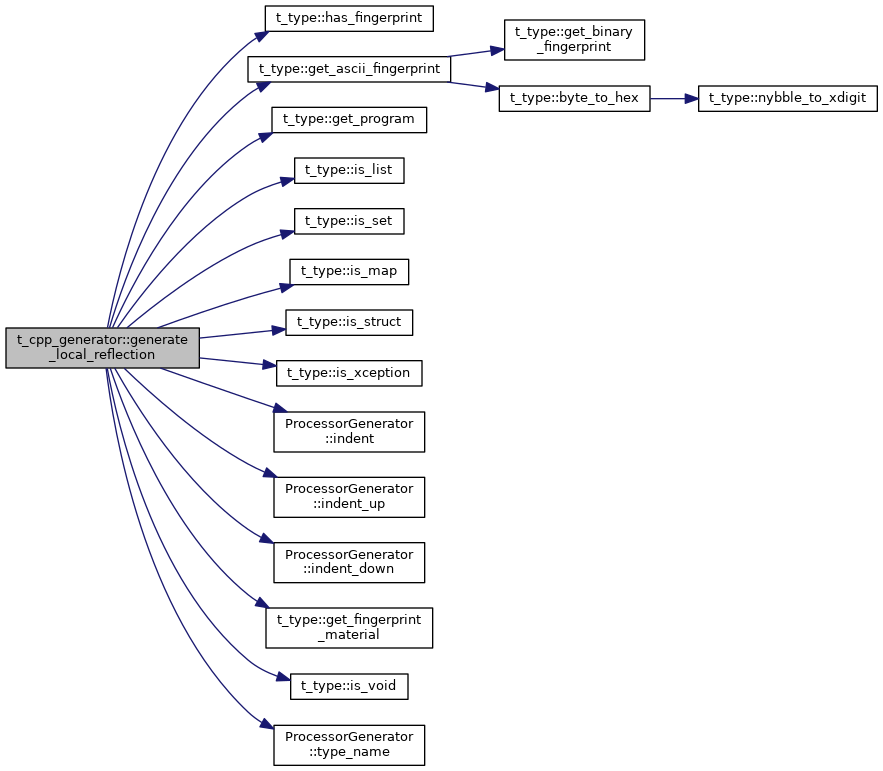 t_type::has_fingerprint
t_type::get_binary
_fingerprint
t_type::get_ascii_fingerprint
t_type::byte_to_hex
t_type::nybble_to_xdigit
t_type::get_program
t_type::is_list
t_type::is_set
t_type::is_map
t_type::is_struct
t_cpp_generator::generate
_local_reflection
t_type::is_xception
ProcessorGenerator
::indent
ProcessorGenerator
::indent_up
ProcessorGenerator
::indent_down
t_type::get_fingerprint
_material
t_type::is_void
ProcessorGenerator
::type_name